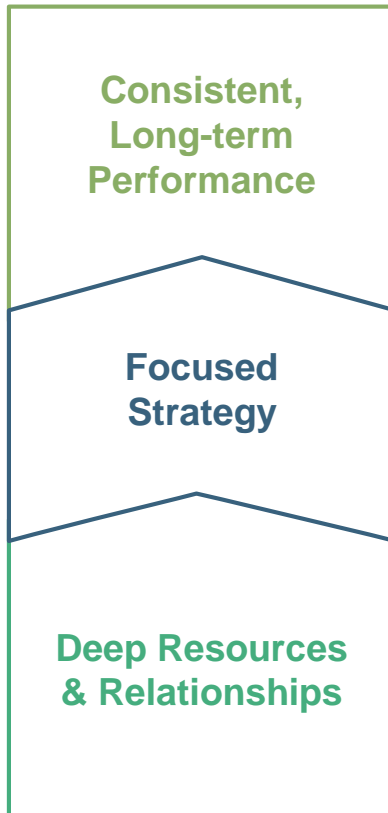 Consistent,
Long-term
Performance
Focused
Strategy
Deep Resources
& Relationships